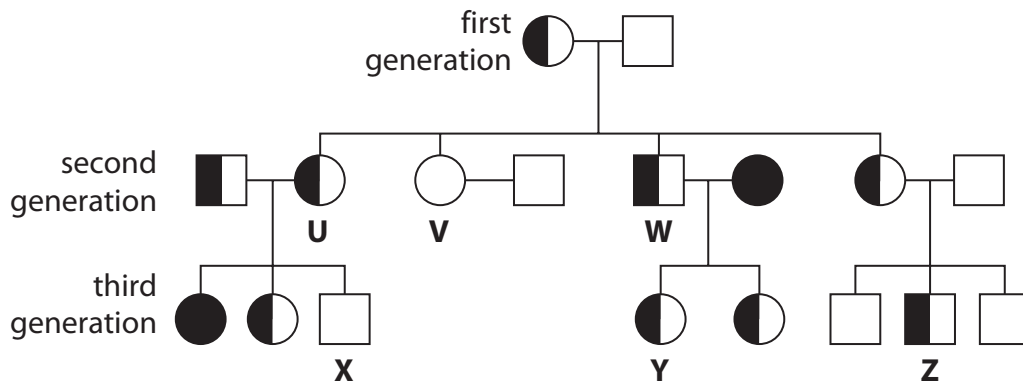 first
generation
second
generation
U
V
W
third
generation
X
Y
Z